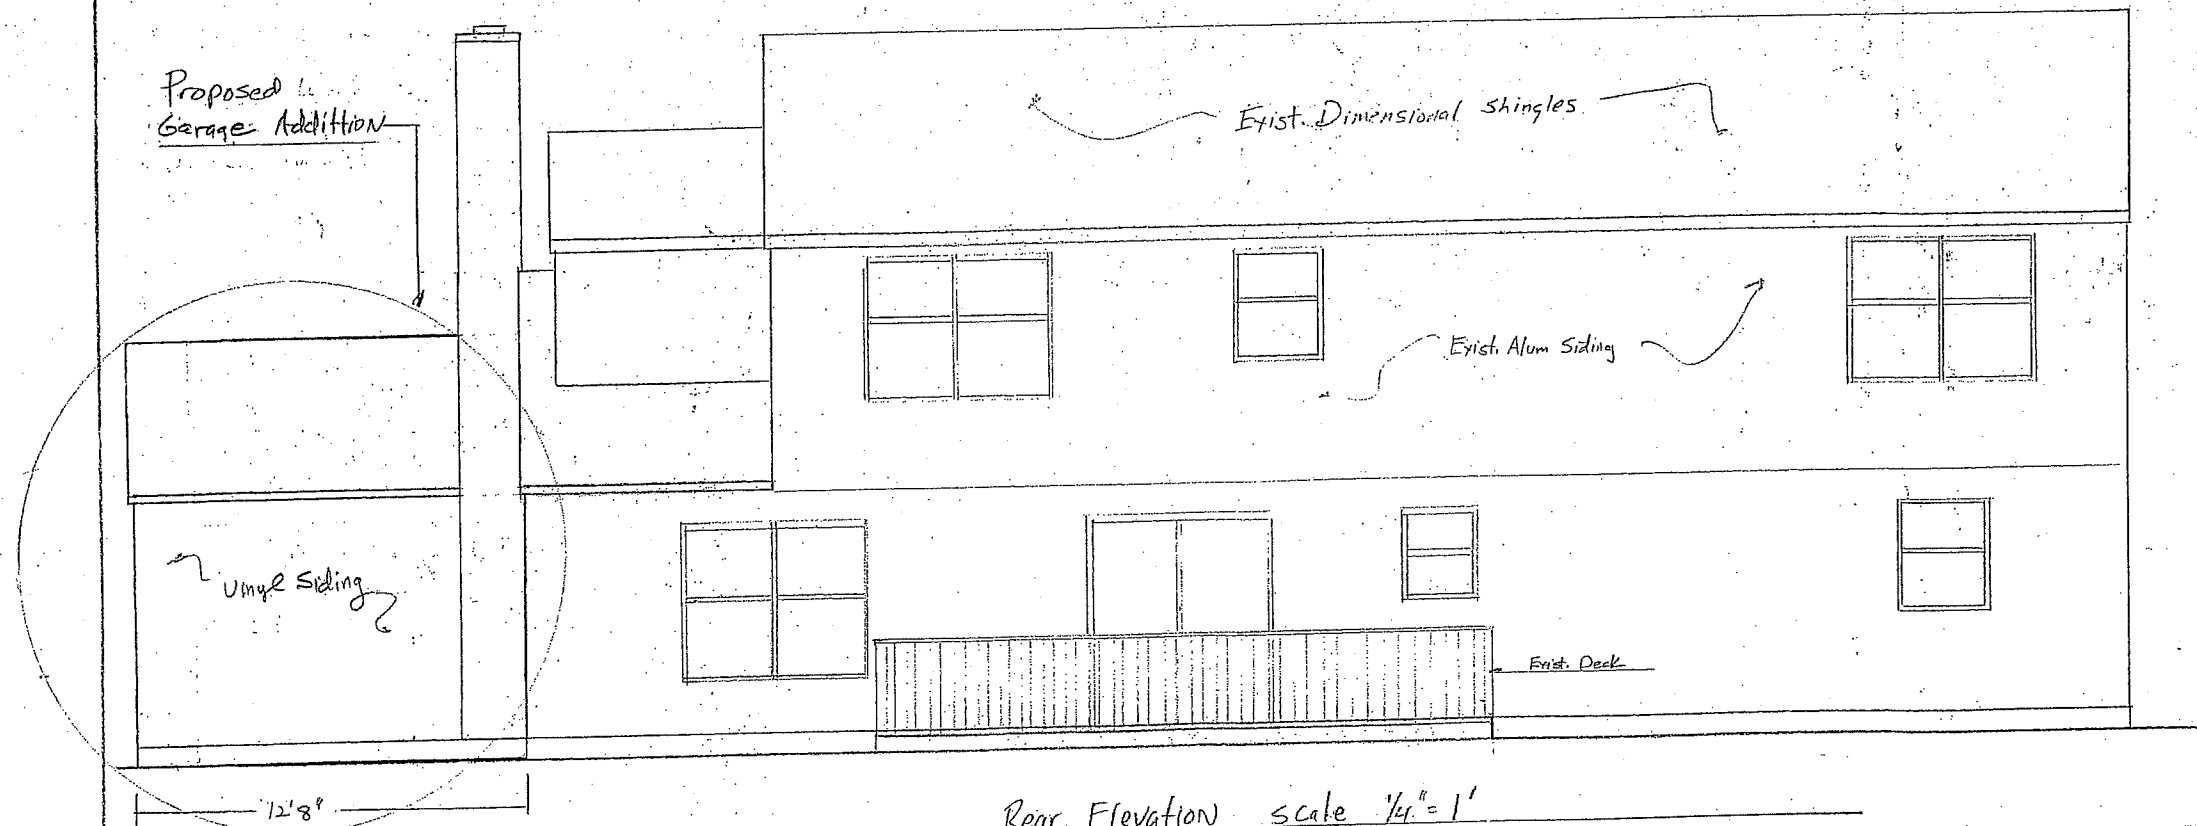 Proposed
Garage Addittion
Exist. Dimensional Shingles
Exist. Alum Siding
Vinyl Siding
Exist. Deck
12'8"
Rear Elevation scale 1/4" = 1'